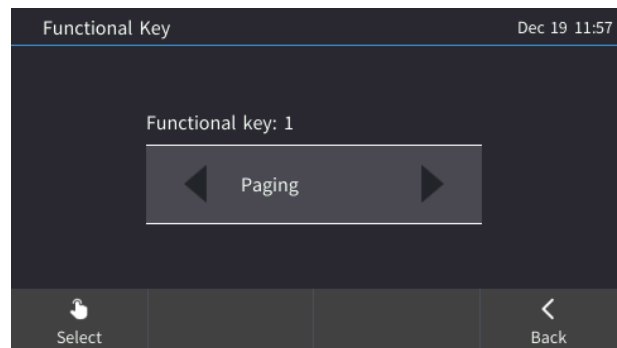 Functional Key Dec 19 11:57
Functional key: 1
Paging
Select Back